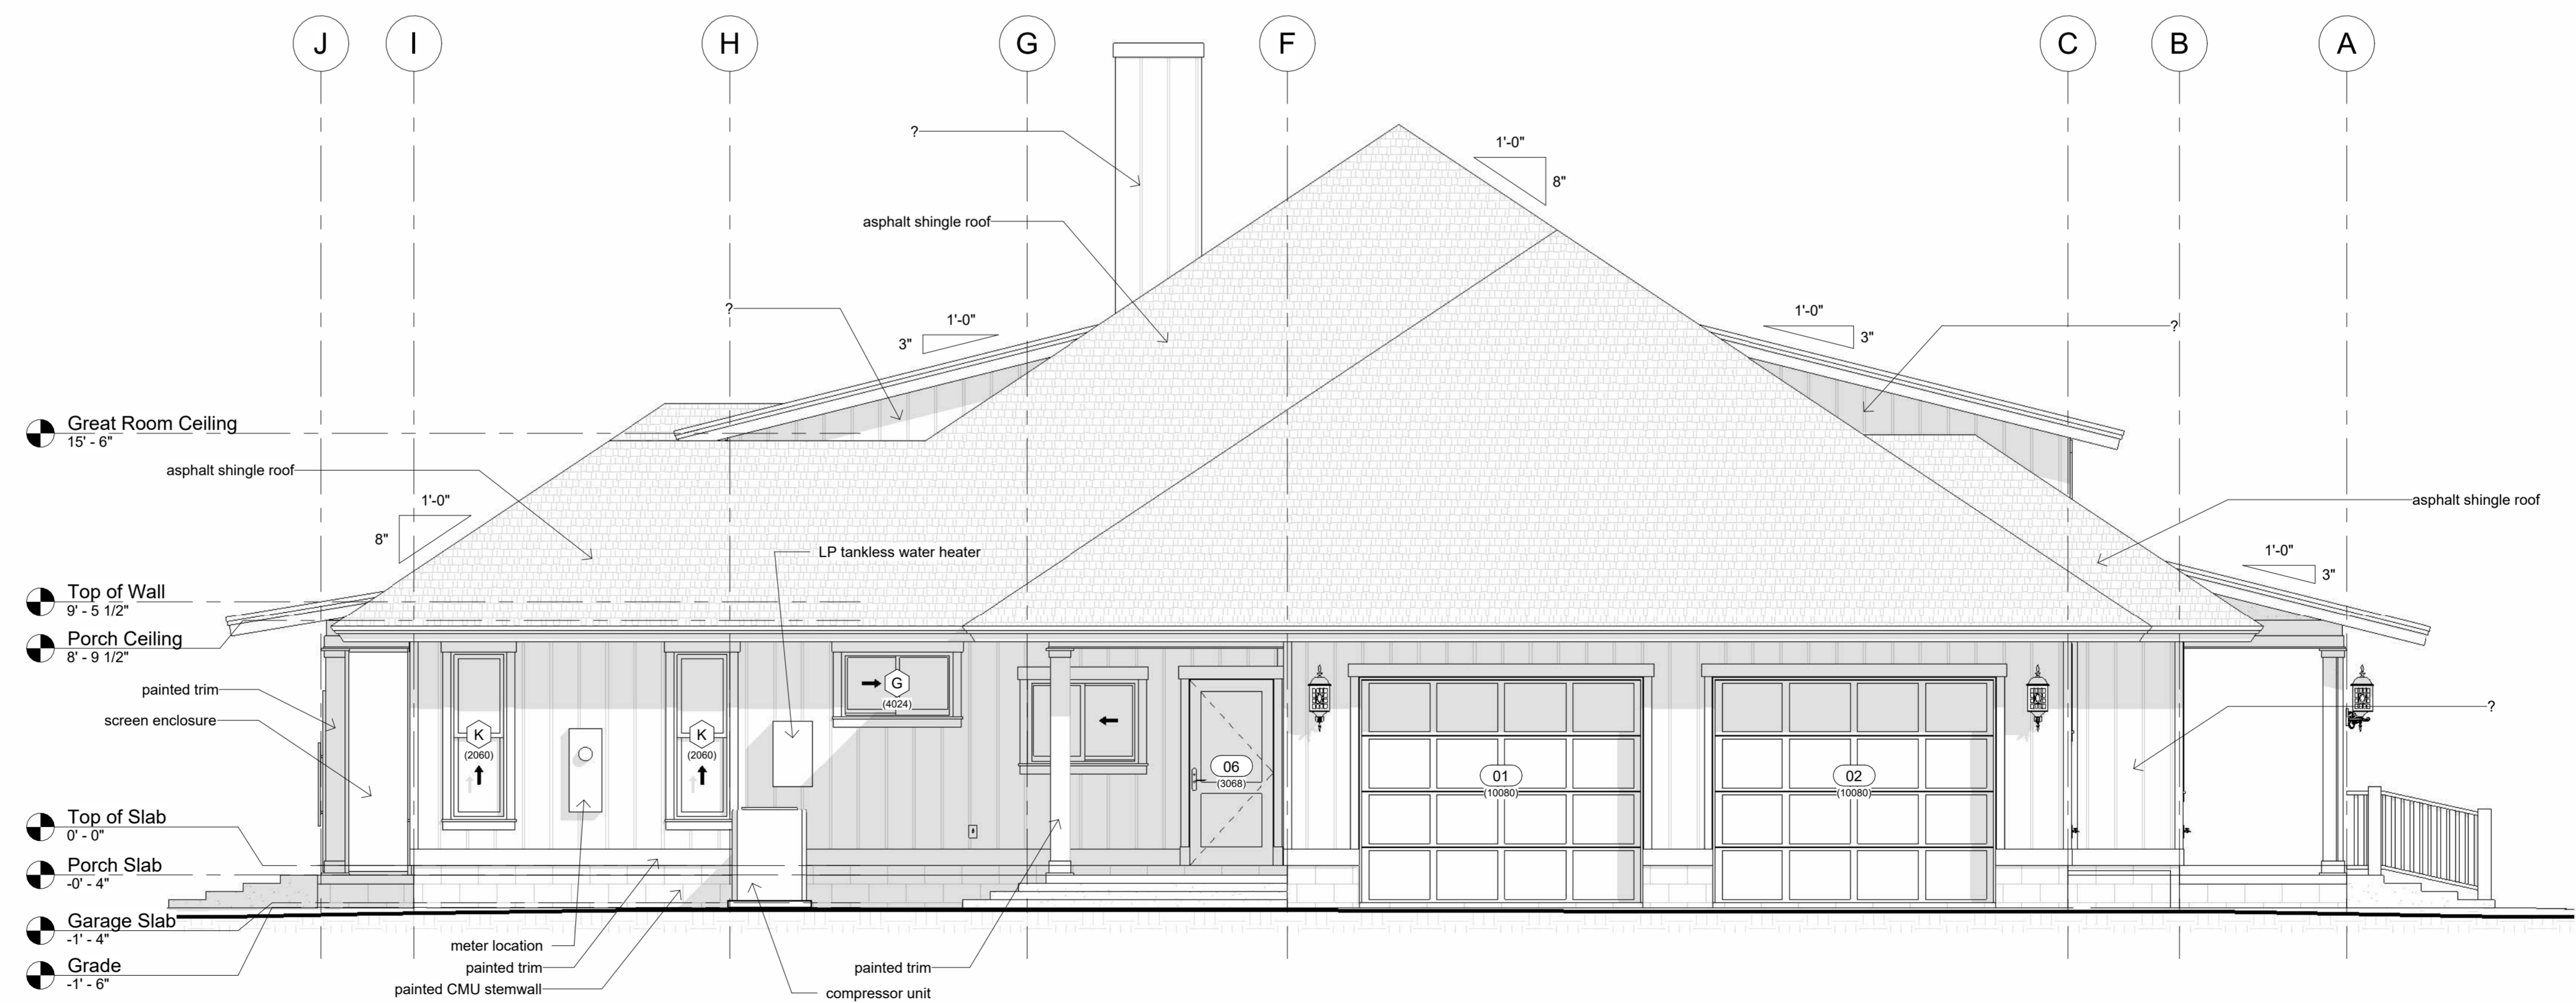 J
I
H
G
F
C
B
A
?
1'-0"
8"
asphalt shingle roof
?
1'-0"
3"
1'-0"
3"
?
Great Room Ceiling
15' - 6"
asphalt shingle roof
1'-0"
8"
asphalt shingle roof
LP tankless water heater
1'-0"
3"
Top of Wall
9' - 5 1/2"
Porch Ceiling
8' - 9 1/2"
painted trim
screen enclosure
G
(4024)
K
(2060)
K
(2060)
06
(3068)
01
(10080)
02
(10080)
?
Top of Slab
0' - 0"
Porch Slab
-0' - 4"
Garage Slab
-1' - 4"
Grade
-1' - 6"
meter location
painted trim
painted CMU stemwall
painted trim
compressor unit